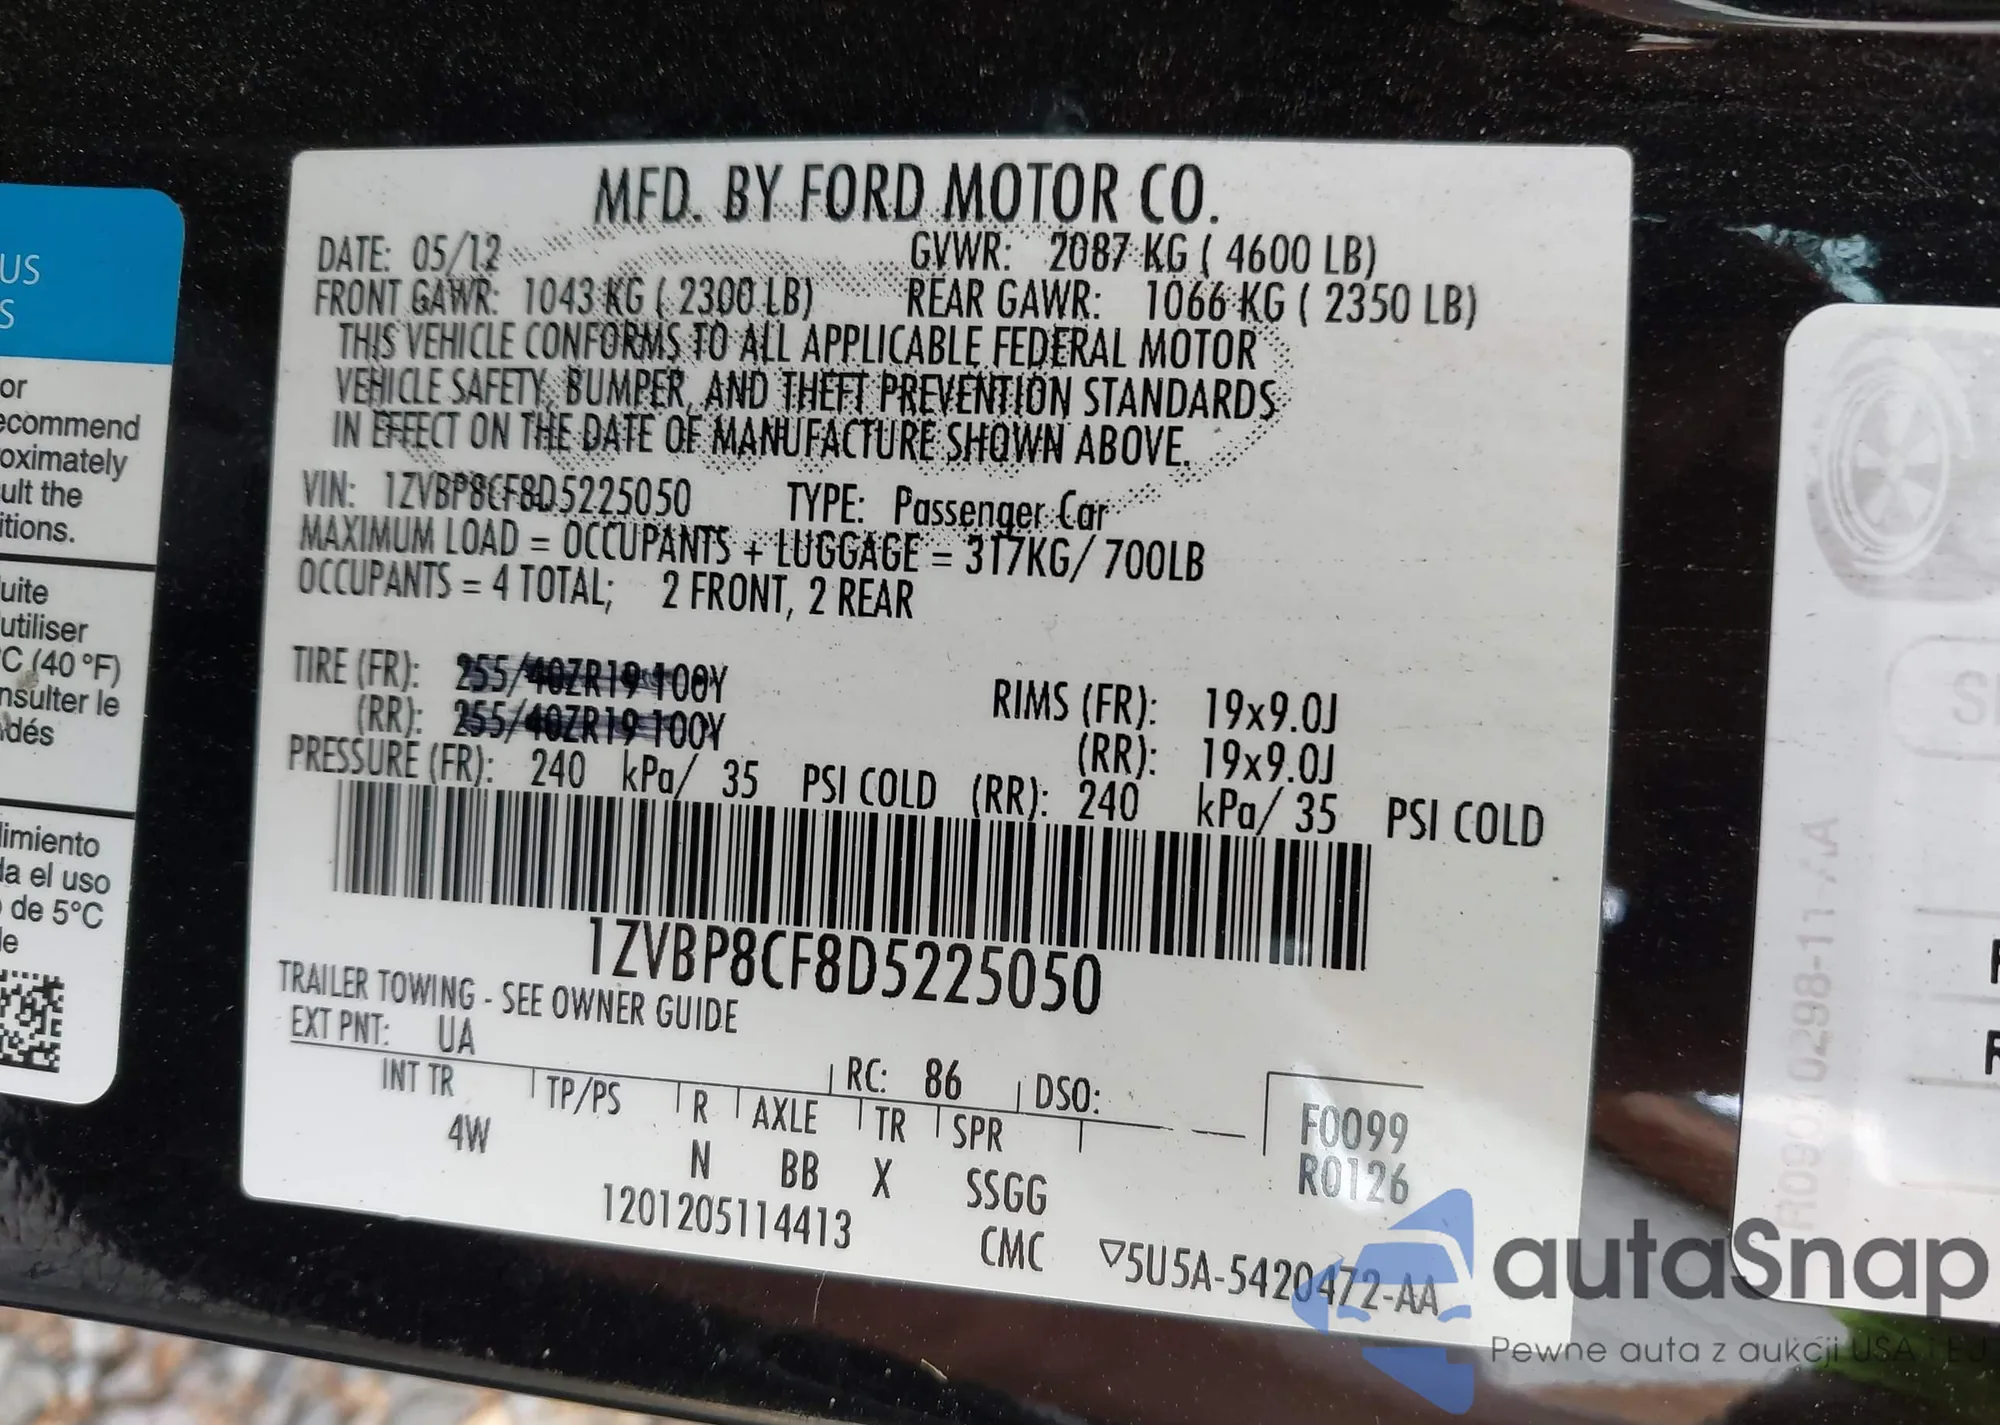 MFD. BY FORD MOTOR CO.
DATE: 05/12 GVWR: 2087 KG ( 4600 LB)
FRONT GAWR: 1043 KG ( 2300 LB) REAR GAWR: 1066 KG ( 2350 LB)
THIS VEHICLE CONFORMS TO ALL APPLICABLE FEDERAL MOTOR
VEHICLE SAFETY, BUMPER, AND THEFT PREVENTION STANDARDS
IN EFFECT ON THE DATE OF MANUFACTURE SHOWN ABOVE.
VIN: 1ZVBP8CF8D5225050 TYPE: Passenger Car
MAXIMUM LOAD = OCCUPANTS + LUGGAGE = 317KG/ 700LB
OCCUPANTS = 4 TOTAL; 2 FRONT, 2 REAR
TIRE (FR): 255/40ZR19 100Y RIMS (FR): 19x9.0J
(RR): 255/40ZR19 100Y (RR): 19x9.0J
PRESSURE (FR): 240 kPa/ 35 PSI COLD (RR): 240 kPa/ 35 PSI COLD
1ZVBP8CF8D5225050
TRAILER TOWING - SEE OWNER GUIDE
EXT PNT: UA RC: 86 DSO:
INT TR TP/PS R AXLE TR SPR F0099
4W N BB X SSGG R0126
1201205114413 CMC ▽5U5A-5420472-AA
US
S
or
ecommend
oximately
ult the
itions.
uite
utiliser
°C (40 °F)
nsulter le
dés
limiento
da el uso
de 5°C
le
autaSnap
Pewne auta z aukcji USA i EU